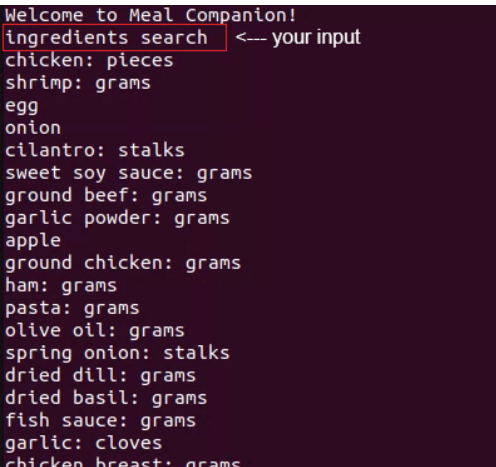 Welcome to Meal Companion!
ingredients search <--- your input
chicken: pieces
shrimp: grams
egg
onion
cilantro: stalks
sweet soy sauce: grams
ground beef: grams
garlic powder: grams
apple
ground chicken: grams
ham: grams
pasta: grams
olive oil: grams
spring onion: stalks
dried dill: grams
dried basil: grams
fish sauce: grams
garlic: cloves
chicken breast: grams